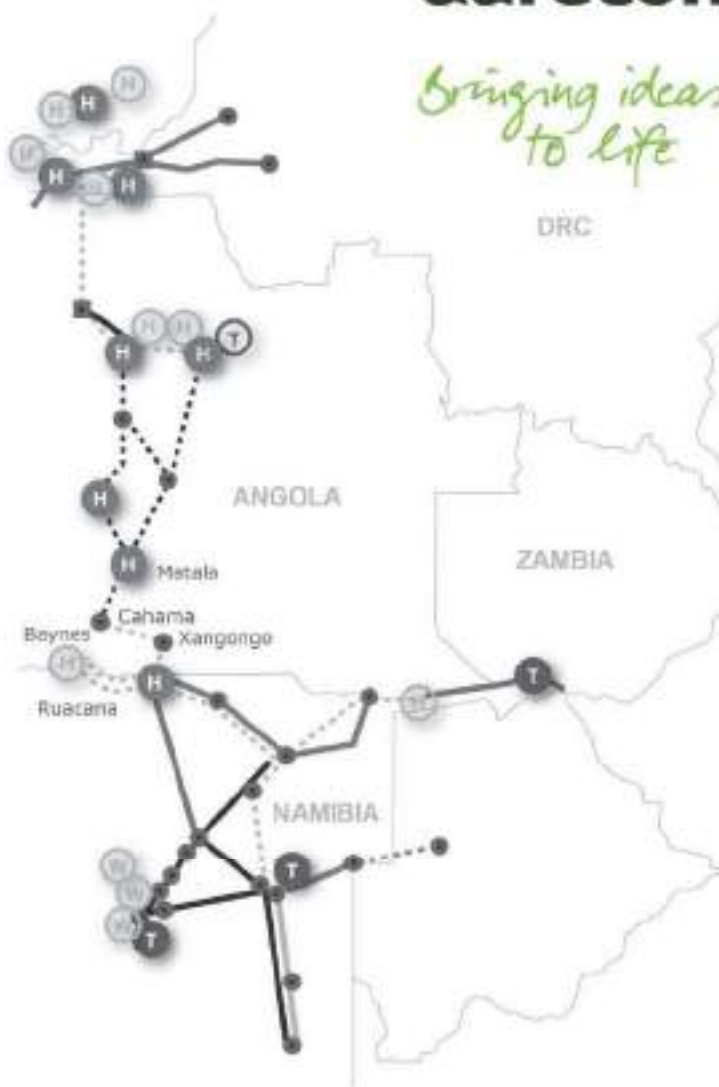 Bringing ideas
to life
DRC
H
H
H
H
H
H
H
H
H
T
ANGOLA
H
ZAMBIA
H
Matala
Cahama
Baynes
Xangongo
H
H
T
Ruacana
NAMIBIA
T
W
W
W
T